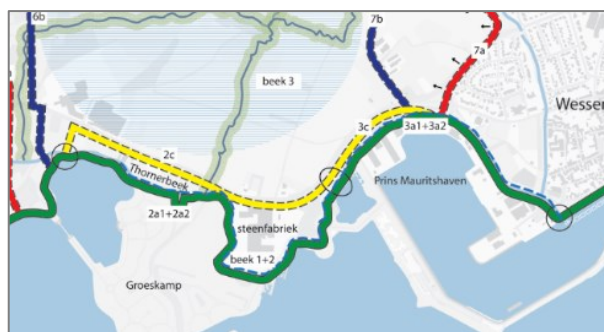 6b
7b
7a
beek 3
Wessem
3c
3a1+3a2
2c
Thornerbeek
Prins Mauritshaven
2a1+2a2
steenfabriek
beek 1+2
Groeskamp